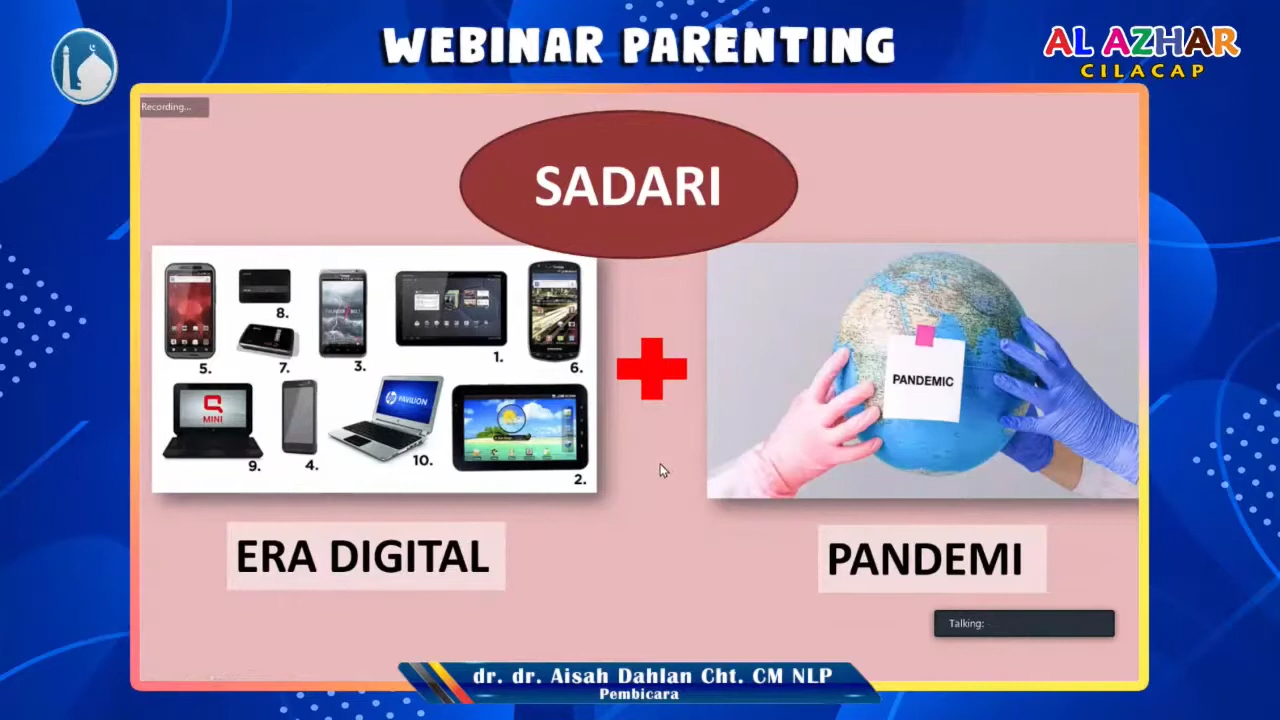 WEBINAR PARENTING
AL AZHAR
CILACAP
Recording...
SADARI
5.
8.
7.
3.
1.
6.
MINI
9.
4.
PAVILION
10.
2.
PANDEMIC
ERA DIGITAL
PANDEMI
Talking:
dr. dr. Aisah Dahlan Cht. CM NLP
Pembicara